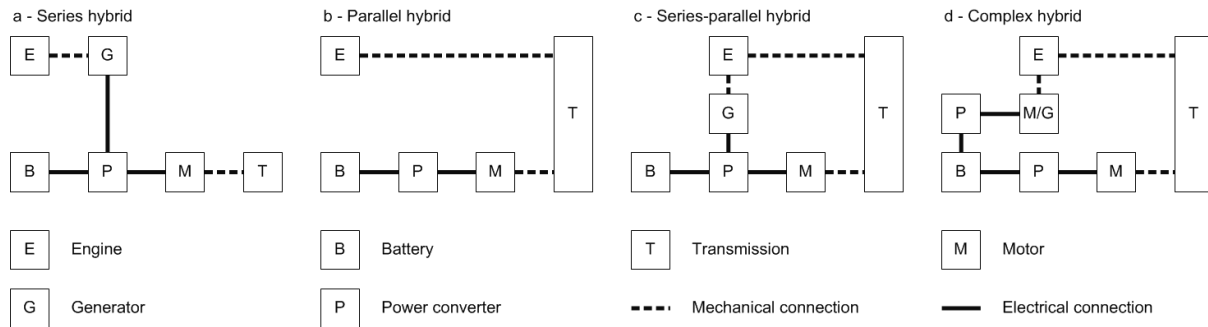 a - Series hybrid
b - Parallel hybrid
c - Series-parallel hybrid
d - Complex hybrid
E G
E
E
E
T
G
T
P M/G
T
B P M T
B P M
B P M
B P M
E Engine
B Battery
T Transmission
M Motor
G Generator
P Power converter
Mechanical connection
Electrical connection